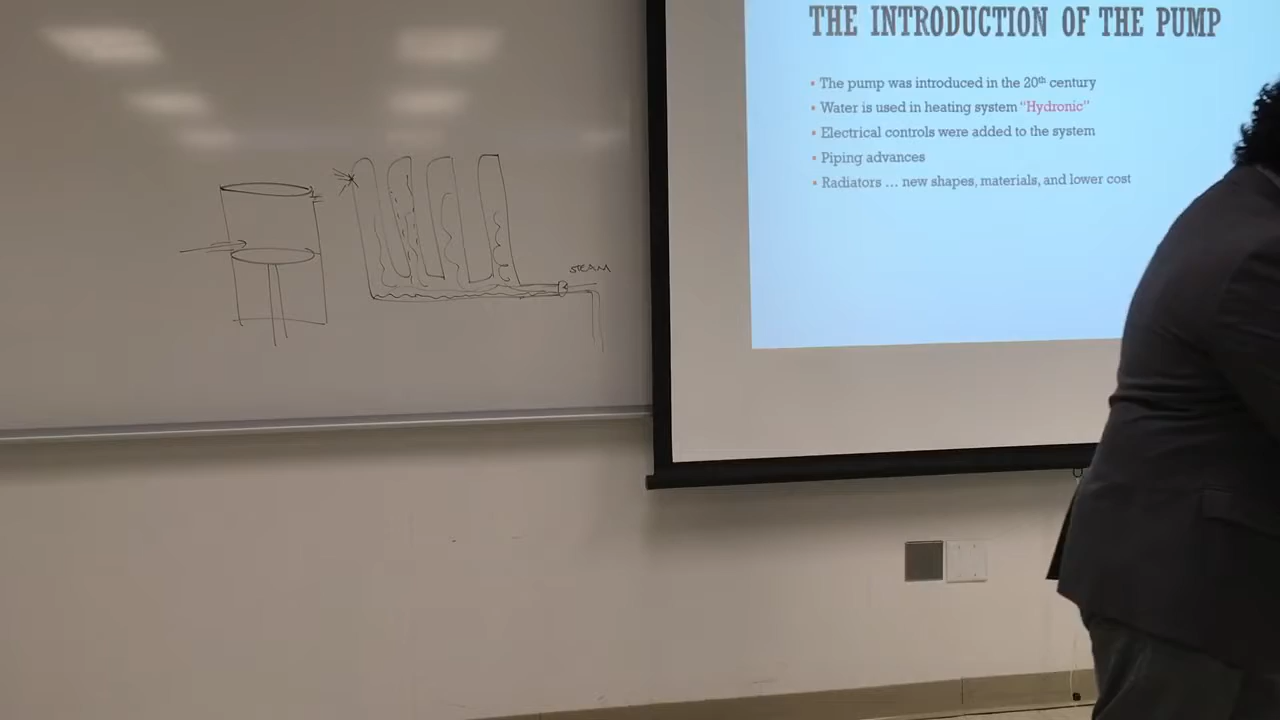 THE INTRODUCTION OF THE PUMP
▪ The pump was introduced in the 20th century
▪ Water is used in heating system “Hydronic”
▪ Electrical controls were added to the system
▪ Piping advances
▪ Radiators … new shapes, materials, and lower cost
STEAM